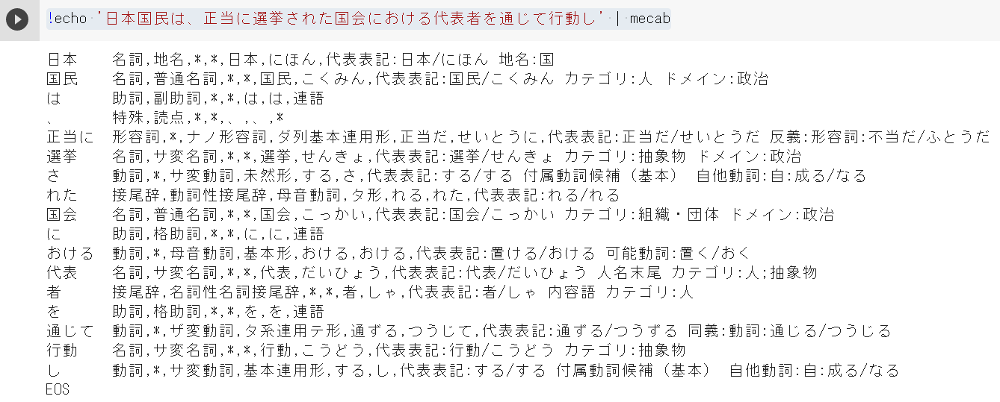 !echo '日本国民は、正当に選挙された国会における代表者を通じて行動し' | mecab
日本 名詞,地名,*,*,日本,にほん,代表表記:日本/にほん 地名:国
国民 名詞,普通名詞,*,*,国民,こくみん,代表表記:国民/こくみん カテゴリ:人 ドメイン:政治
は 助詞,副助詞,*,*,は,は,連語
、 特殊,読点,*,*,、,、,*
正当に 形容詞,*,ナノ形容詞,ダ列基本連用形,正当だ,せいとうに,代表表記:正当だ/せいとうだ 反義:形容詞:不当だ/ふとうだ
選挙 名詞,サ変名詞,*,*,選挙,せんきょ,代表表記:選挙/せんきょ カテゴリ:抽象物 ドメイン:政治
さ 動詞,*,サ変動詞,未然形,する,さ,代表表記:する/する 付属動詞候補（基本） 自他動詞:自:成る/なる
れた 接尾辞,動詞性接尾辞,母音動詞,タ形,れる,れた,代表表記:れる/れる
国会 名詞,普通名詞,*,*,国会,こっかい,代表表記:国会/こっかい カテゴリ:組織・団体 ドメイン:政治
に 助詞,格助詞,*,*,に,に,連語
おける 動詞,*,母音動詞,基本形,おける,おける,代表表記:置ける/おける 可能動詞:置く/おく
代表 名詞,サ変名詞,*,*,代表,だいひょう,代表表記:代表/だいひょう 人名末尾 カテゴリ:人;抽象物
者 接尾辞,名詞性名詞接尾辞,*,*,者,しゃ,代表表記:者/しゃ 内容語 カテゴリ:人
を 助詞,格助詞,*,*,を,を,連語
通じて 動詞,*,ザ変動詞,タ系連用テ形,通ずる,つうじて,代表表記:通ずる/つうずる 同義:動詞:通じる/つうじる
行動 名詞,サ変名詞,*,*,行動,こうどう,代表表記:行動/こうどう カテゴリ:抽象物
し 動詞,*,サ変動詞,基本連用形,する,し,代表表記:する/する 付属動詞候補（基本） 自他動詞:自:成る/なる
EOS